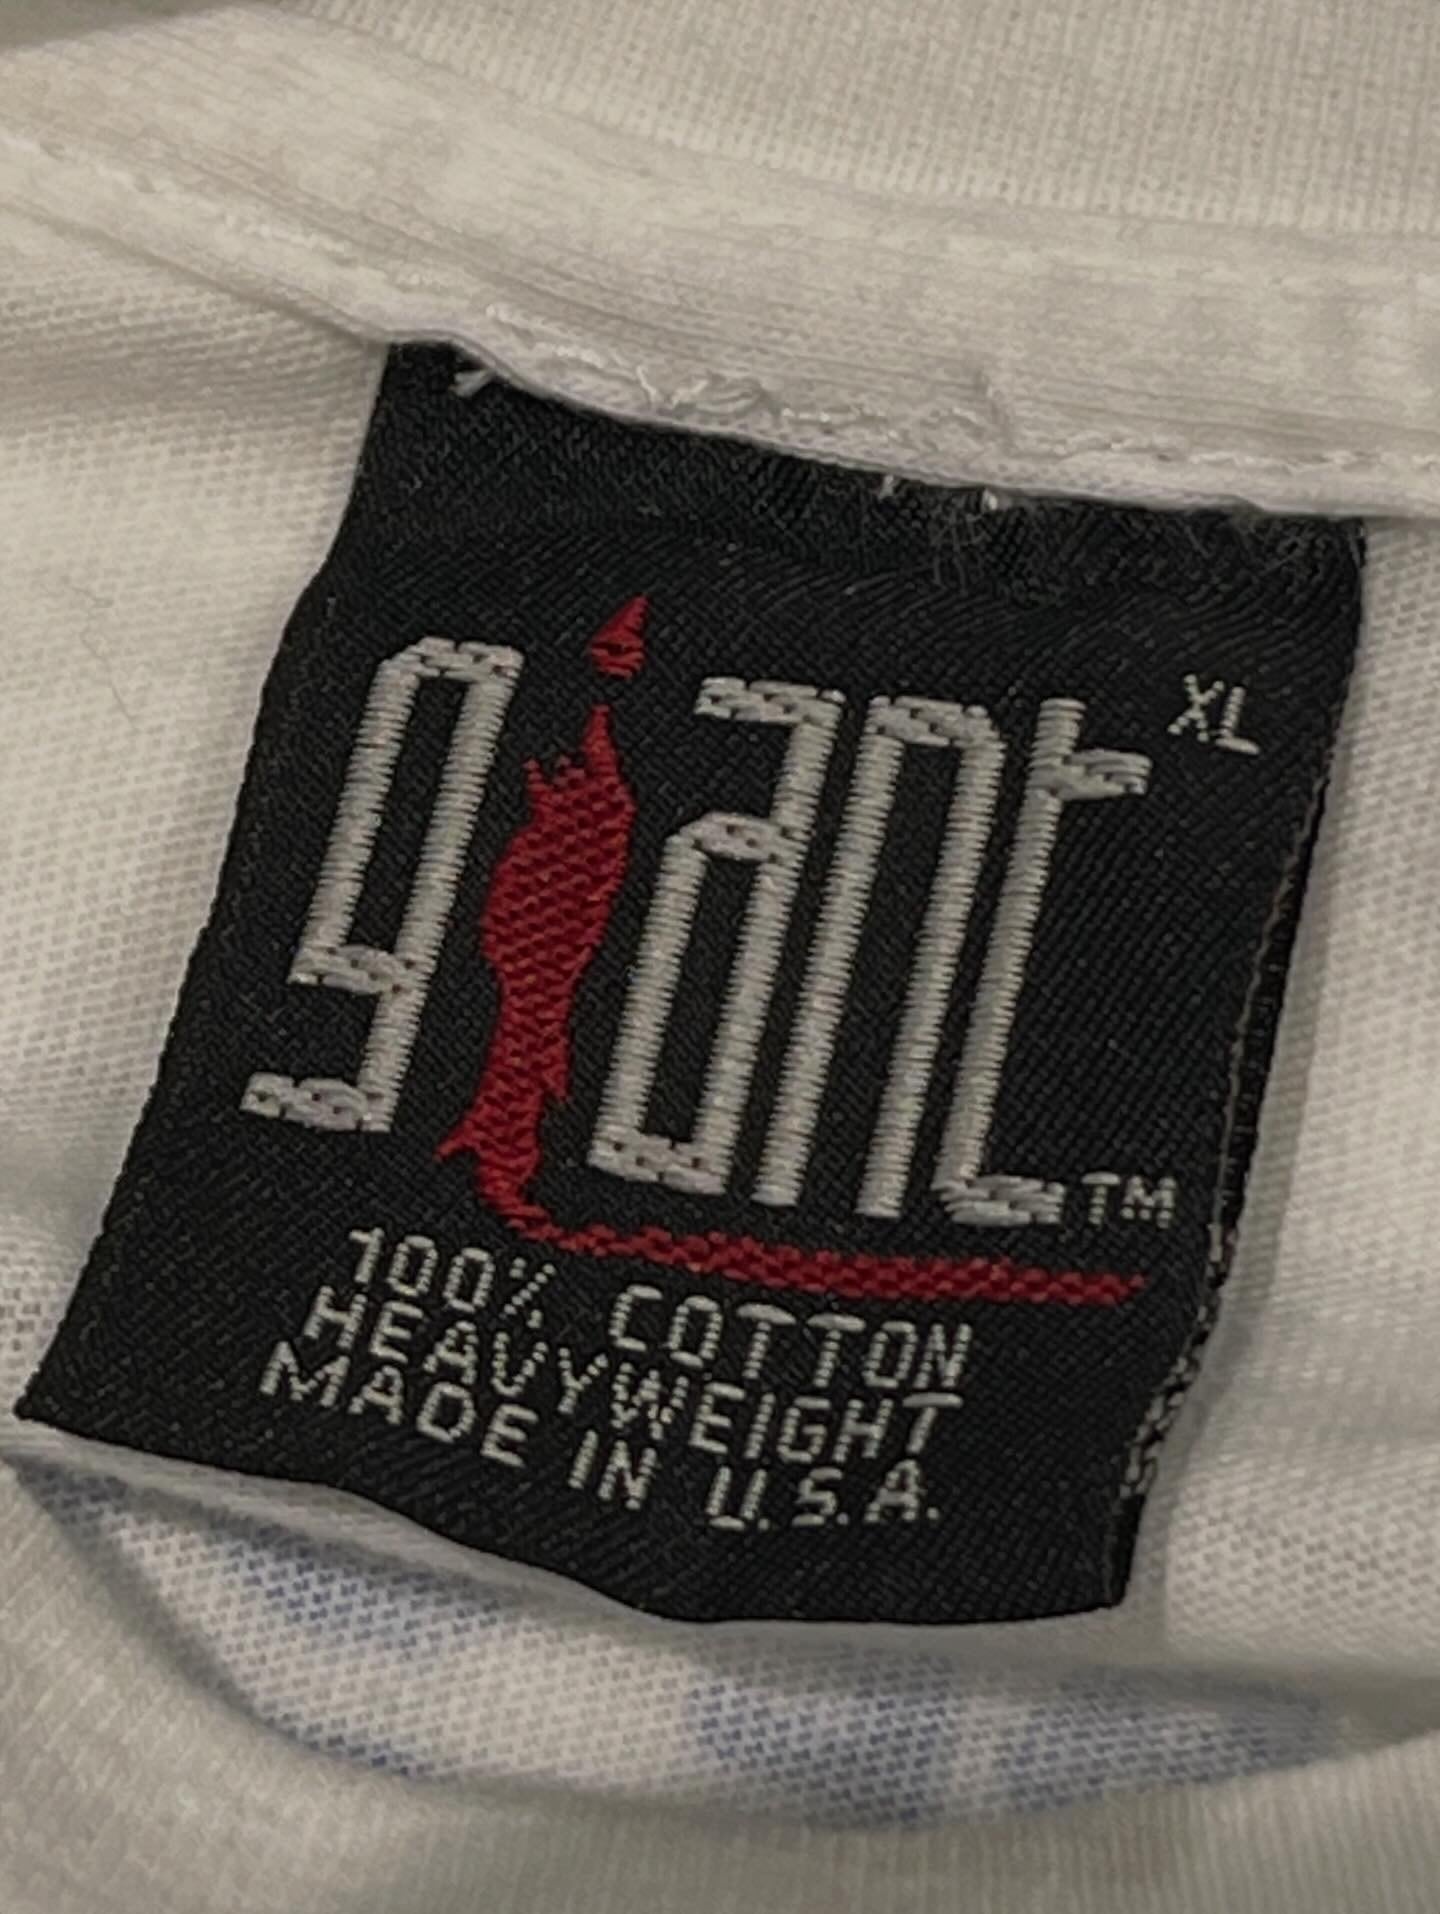 giant XL
TM
100% COTTON
HEAVYWEIGHT
MADE IN U.S.A.